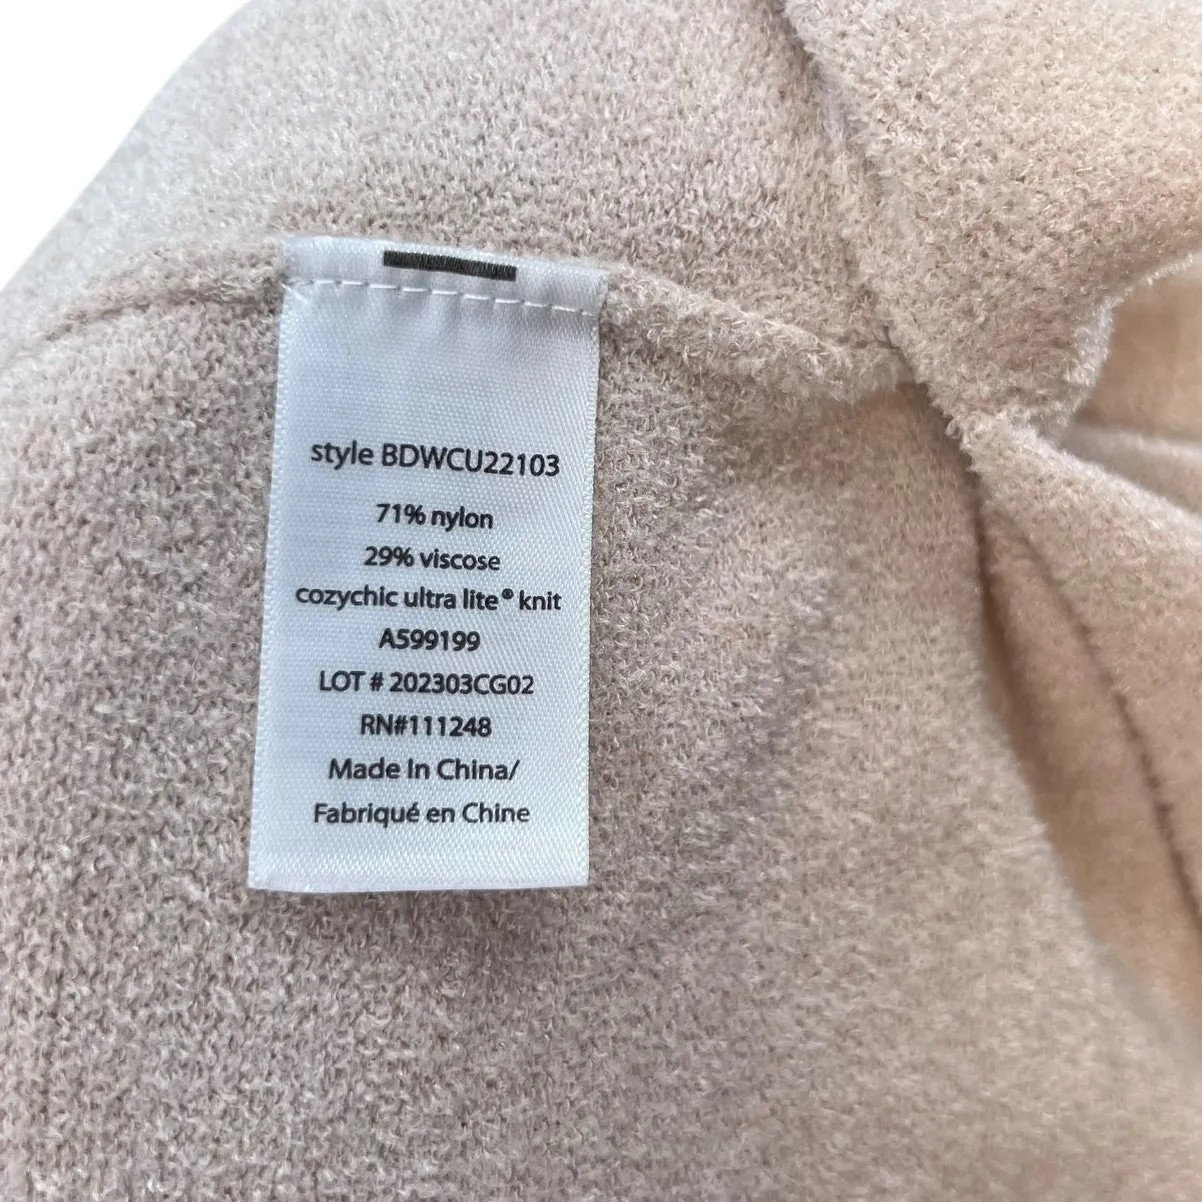 style BDWCU22103
71% nylon
29% viscose
cozychic ultra lite® knit
A599199
LOT # 202303CG02
RN#111248
Made In China/
Fabriqué en Chine